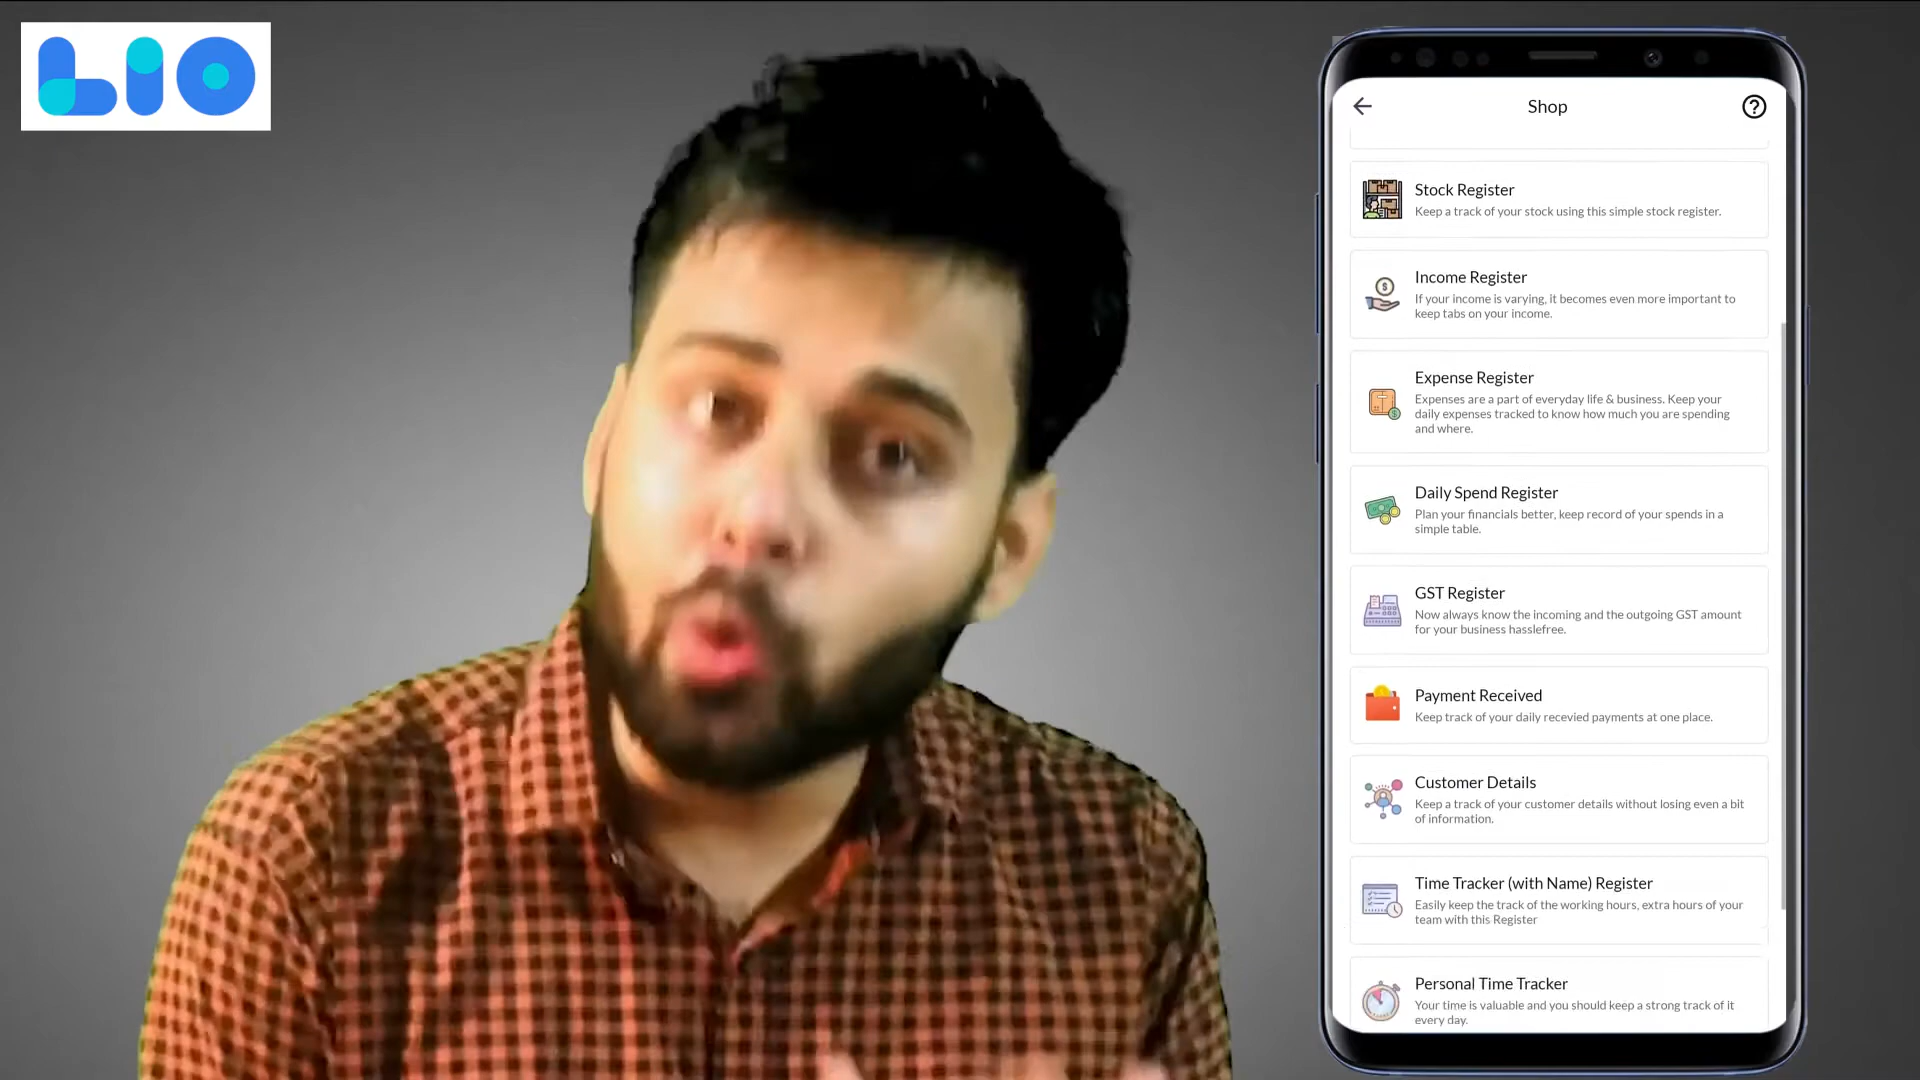 LIO
Shop
Stock Register
Keep a track of your stock using this simple stock register.
Income Register
If your income is varying, it becomes even more important to
keep tabs on your income.
Expense Register
Expenses are a part of everyday life & business. Keep your
daily expenses tracked to know how much you are spending
and where.
Daily Spend Register
Plan your financials better, keep record of your spends in a
simple table.
GST Register
Now always know the incoming and the outgoing GST amount
for your business hasslefree.
Payment Received
Keep track of your daily recevied payments at one place.
Customer Details
Keep a track of your customer details without losing even a bit
of information.
Time Tracker (with Name) Register
Easily keep the track of the working hours, extra hours of your
team with this Register
Personal Time Tracker
Your time is valuable and you should keep a strong track of it
every day.